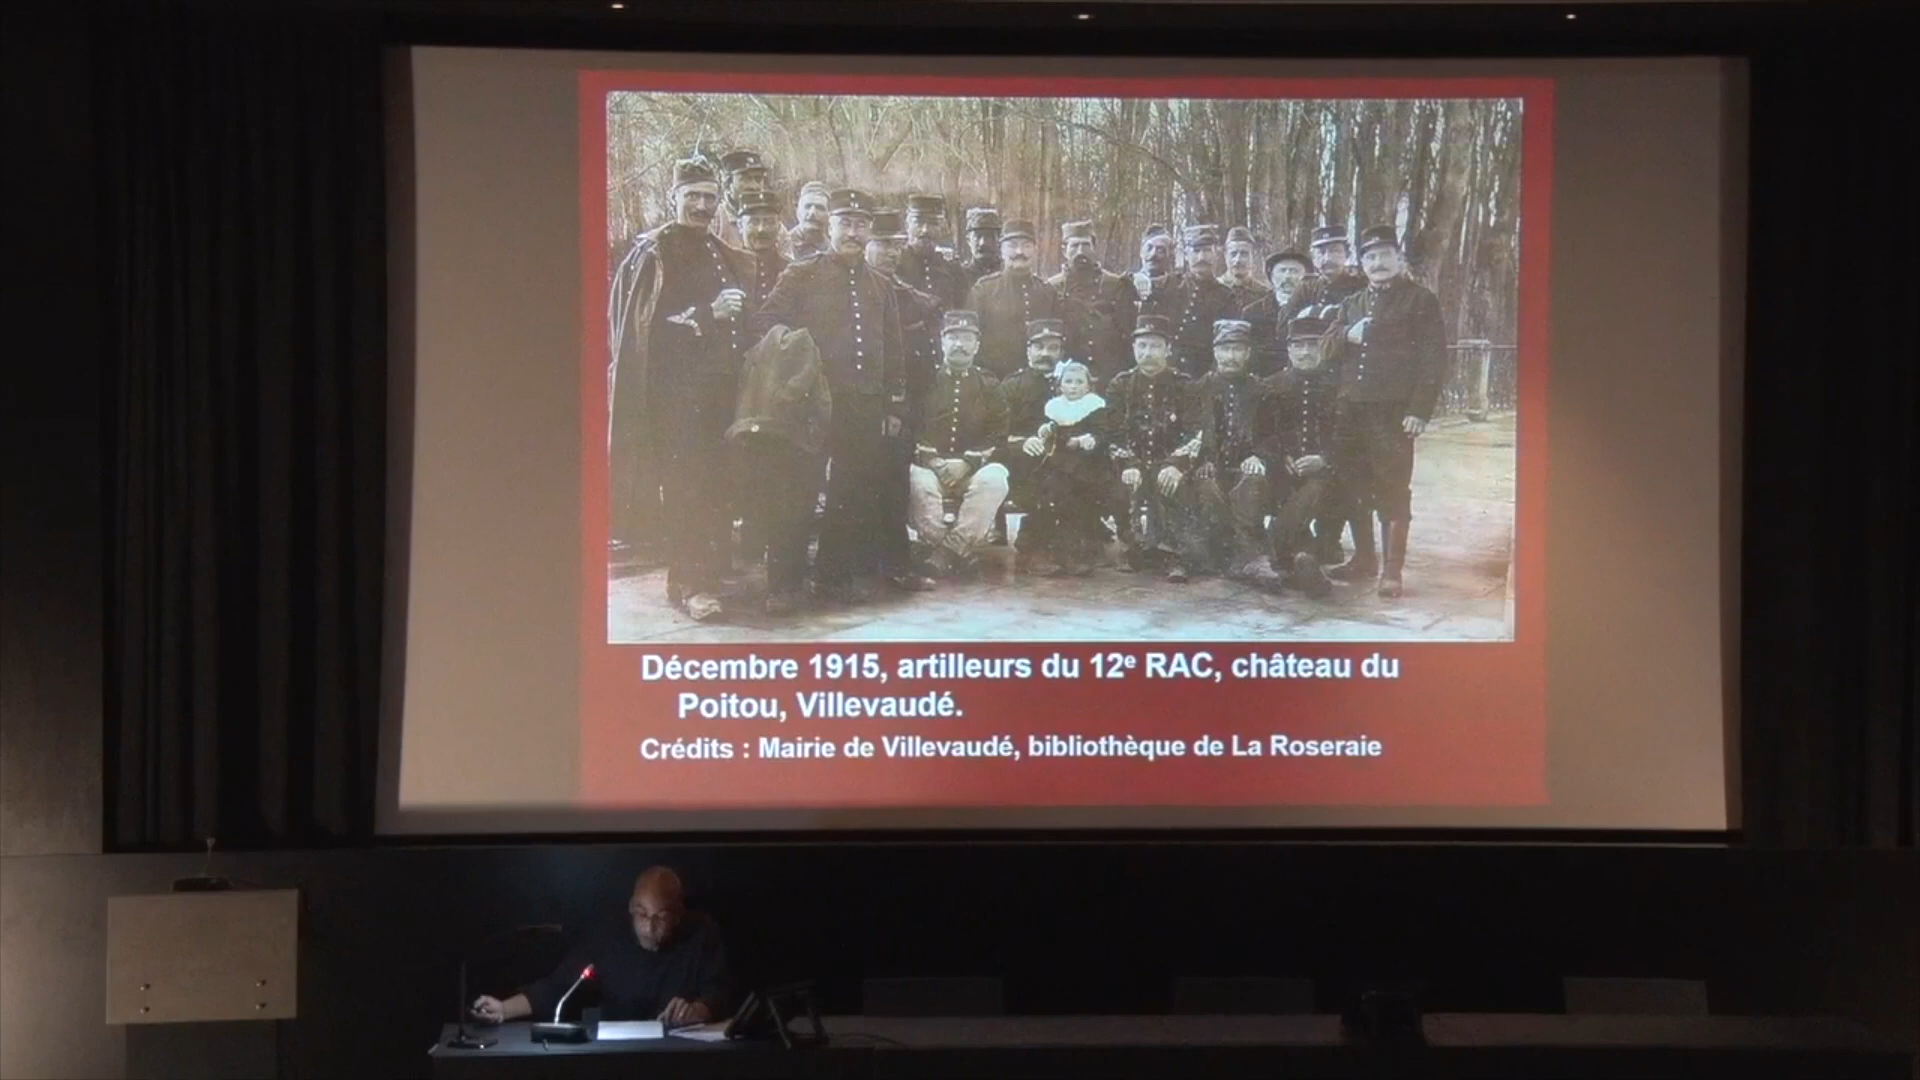 Décembre 1915, artilleurs du 12ᵉ RAC, château du
Poitou, Villevaudé.
Crédits : Mairie de Villevaudé, bibliothèque de La Roseraie